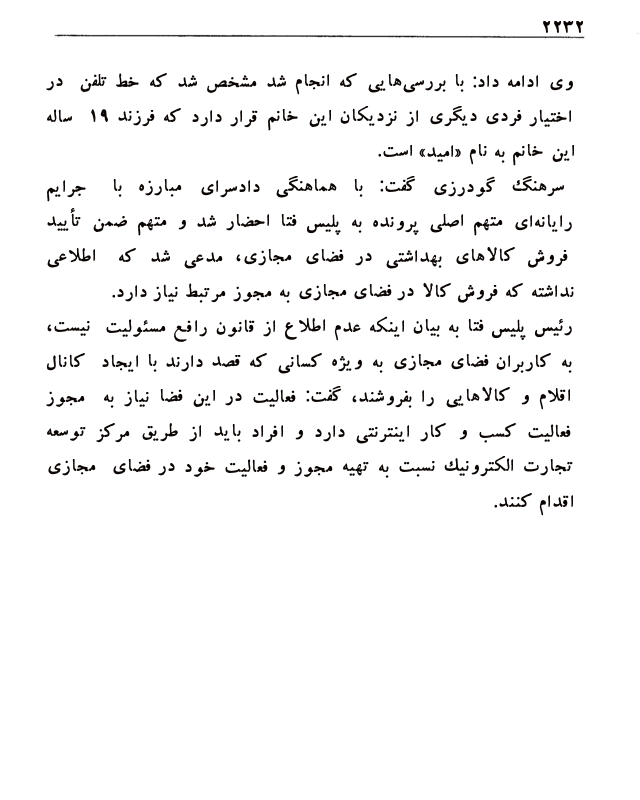 ۲۲۳۲
وی ادامه داد: با بررسی‌هایی که انجام شد مشخص شد که خط تلفن در
اختیار فردی دیگری از نزدیکان این خانم قرار دارد که فرزند ۱۹ ساله
این خانم به نام «امید» است.
سرهنگ گودرزی گفت: با هماهنگی دادسرای مبارزه با جرایم
رایانه‌ای متهم اصلی پرونده به پلیس فتا احضار شد و متهم ضمن تأیید
فروش کالاهای بهداشتی در فضای مجازی، مدعی شد که اطلاعی
نداشته که فروش کالا در فضای مجازی به مجوز مرتبط نیاز دارد.
رئیس پلیس فتا به بیان اینکه عدم اطلاع از قانون رافع مسئولیت نیست،
به کاربران فضای مجازی به ویژه کسانی که قصد دارند با ایجاد کانال
اقلام و کالاهایی را بفروشند، گفت: فعالیت در این فضا نیاز به مجوز
فعالیت کسب و کار اینترنتی دارد و افراد باید از طریق مرکز توسعه
تجارت الکترونیك نسبت به تهیه مجوز و فعالیت خود در فضای مجازی
اقدام کنند.